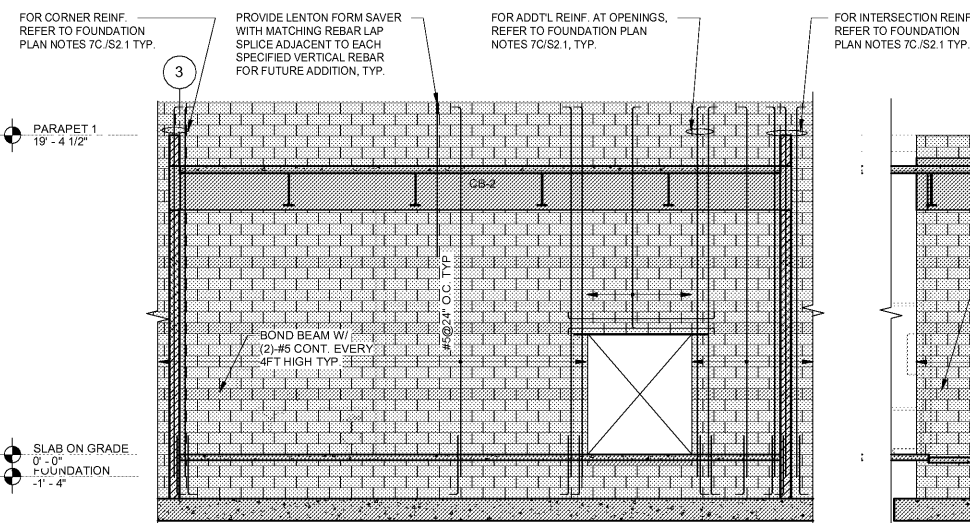 FOR CORNER REINF.
REFER TO FOUNDATION
PLAN NOTES 7C./S2.1 TYP.
PROVIDE LENTON FORM SAVER
WITH MATCHING REBAR LAP
SPLICE ADJACENT TO EACH
SPECIFIED VERTICAL REBAR
FOR FUTURE ADDITION, TYP.
FOR ADDT'L REINF. AT OPENINGS,
REFER TO FOUNDATION PLAN
NOTES 7C/S2.1, TYP.
FOR INTERSECTION REINF
REFER TO FOUNDATION
PLAN NOTES 7C./S2.1 TYP.
3
PARAPET 1
19' - 4 1/2"
CB-2
#5@24" O.C. TYP
BOND BEAM W/
(2)-#5 CONT. EVERY
4FT HIGH TYP.
SLAB ON GRADE
0' - 0"
FOUNDATION
-1' - 4"